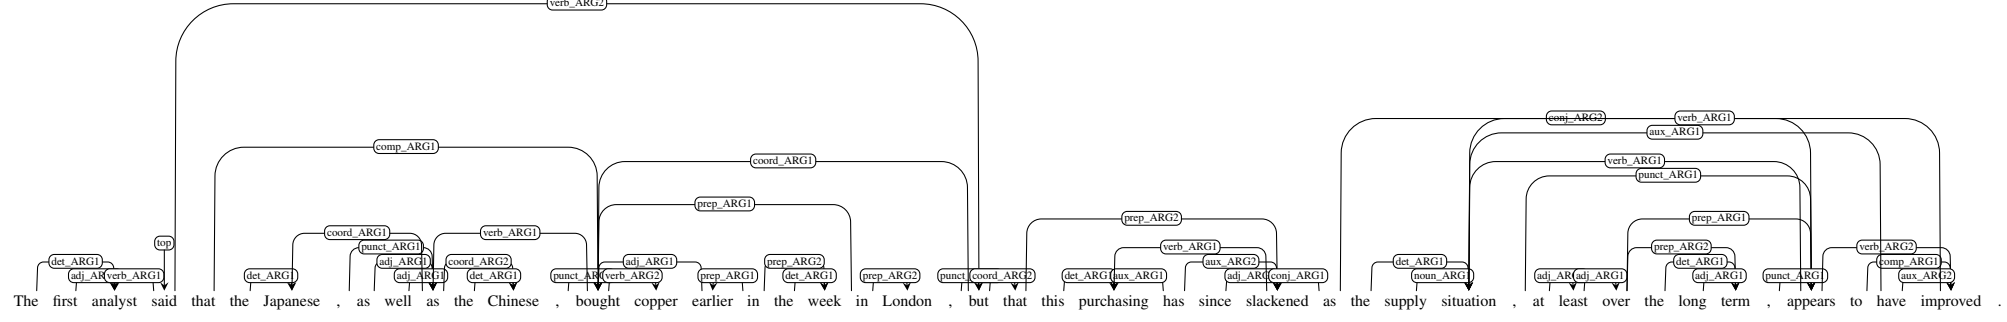 verb_ARG2
conj_ARG2 verb_ARG1
aux_ARG1
comp_ARG1
coord_ARG1 verb_ARG1
punct_ARG1
prep_ARG1
prep_ARG2 prep_ARG1
coord_ARG1 verb_ARG1
top
punct_ARG1 verb_ARG1 prep_ARG2 verb_ARG2
det_ARG1 adj_ARG1 coord_ARG2 adj_ARG1 prep_ARG2 aux_ARG2 det_ARG1 det_ARG1 comp_ARG1
verb_ARG1 det_ARG1 adj_ARG1 det_ARG1 verb_ARG2 prep_ARG1 det_ARG1 prep_ARG2 coord_ARG2 det_ARG1 aux_ARG1 conj_ARG1 noun_ARG1 adj_ARG1 adj_ARG1 punct_ARG1 aux_ARG2
The first analyst said that the Japanese , as well as the Chinese , bought copper earlier in the week in London , but that this purchasing has since slackened as the supply situation , at least over the long term , appears to have improved .